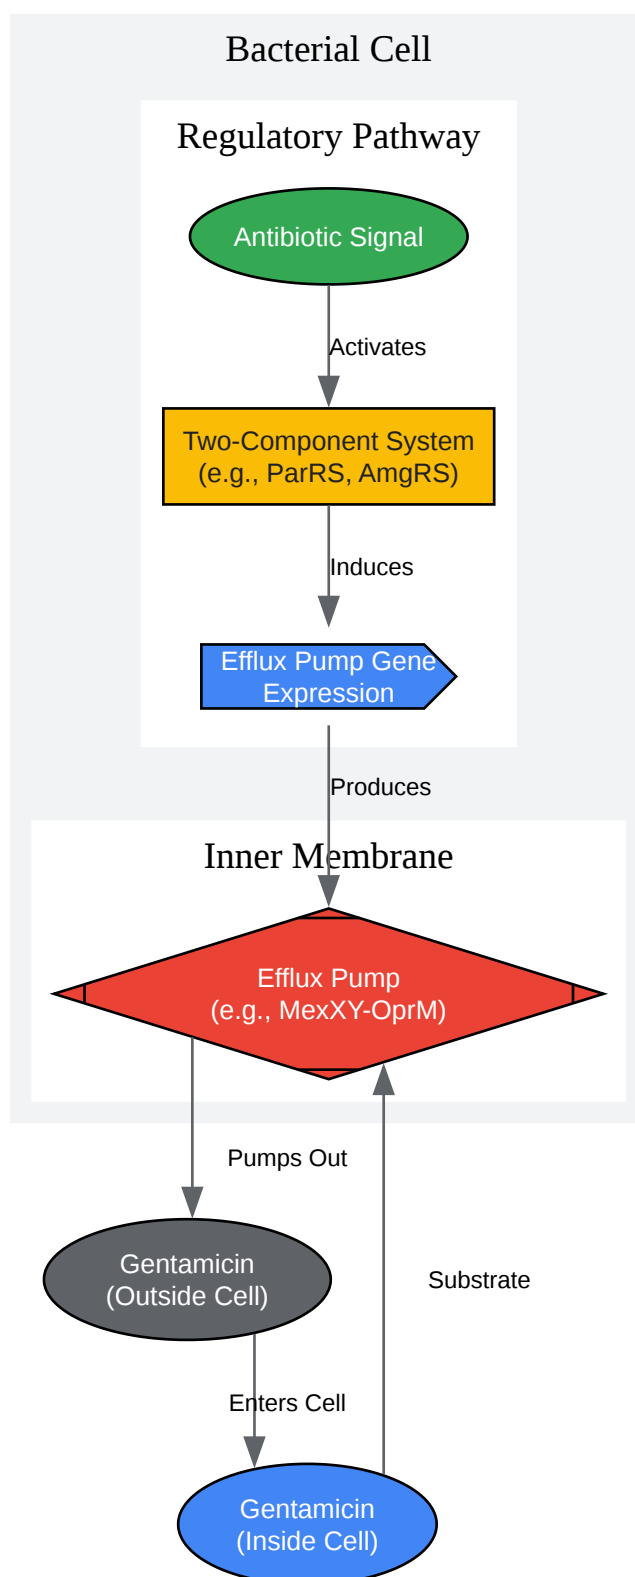 Bacterial Cell
Regulatory Pathway
Antibiotic Signal
Activates
Two-Component System
(e.g., ParRS, AmgRS)
Induces
Efflux Pump Gene
Expression
Produces
Inner Membrane
Efflux Pump
(e.g., MexXY-OprM)
Pumps Out
Gentamicin
(Outside Cell)
Substrate
Enters Cell
Gentamicin
(Inside Cell)